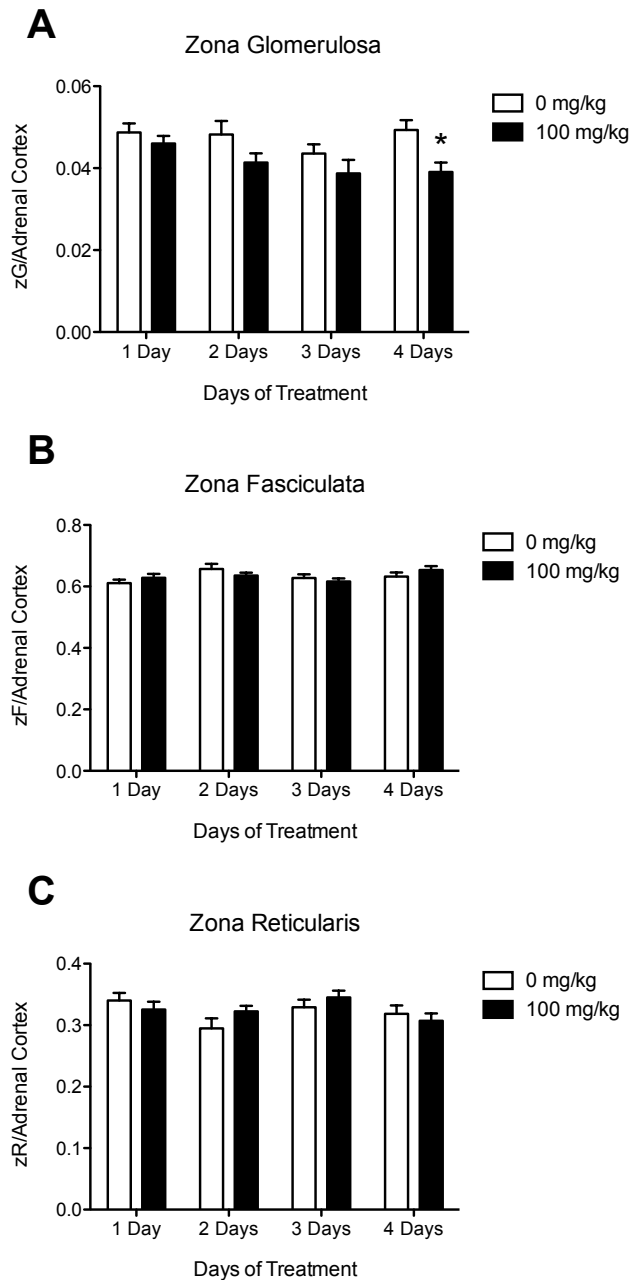 A
Zona Glomerulosa
0.06
0.04
0.02
0.00
zG/Adrenal Cortex
0 mg/kg
100 mg/kg
*
1 Day 2 Days 3 Days 4 Days
Days of Treatment
B
Zona Fasciculata
0.8
0.6
0.4
0.2
0.0
zF/Adrenal Cortex
0 mg/kg
100 mg/kg
1 Day 2 Days 3 Days 4 Days
Days of Treatment
C
Zona Reticularis
0.4
0.3
0.2
0.1
0.0
zR/Adrenal Cortex
0 mg/kg
100 mg/kg
1 Day 2 Days 3 Days 4 Days
Days of Treatment